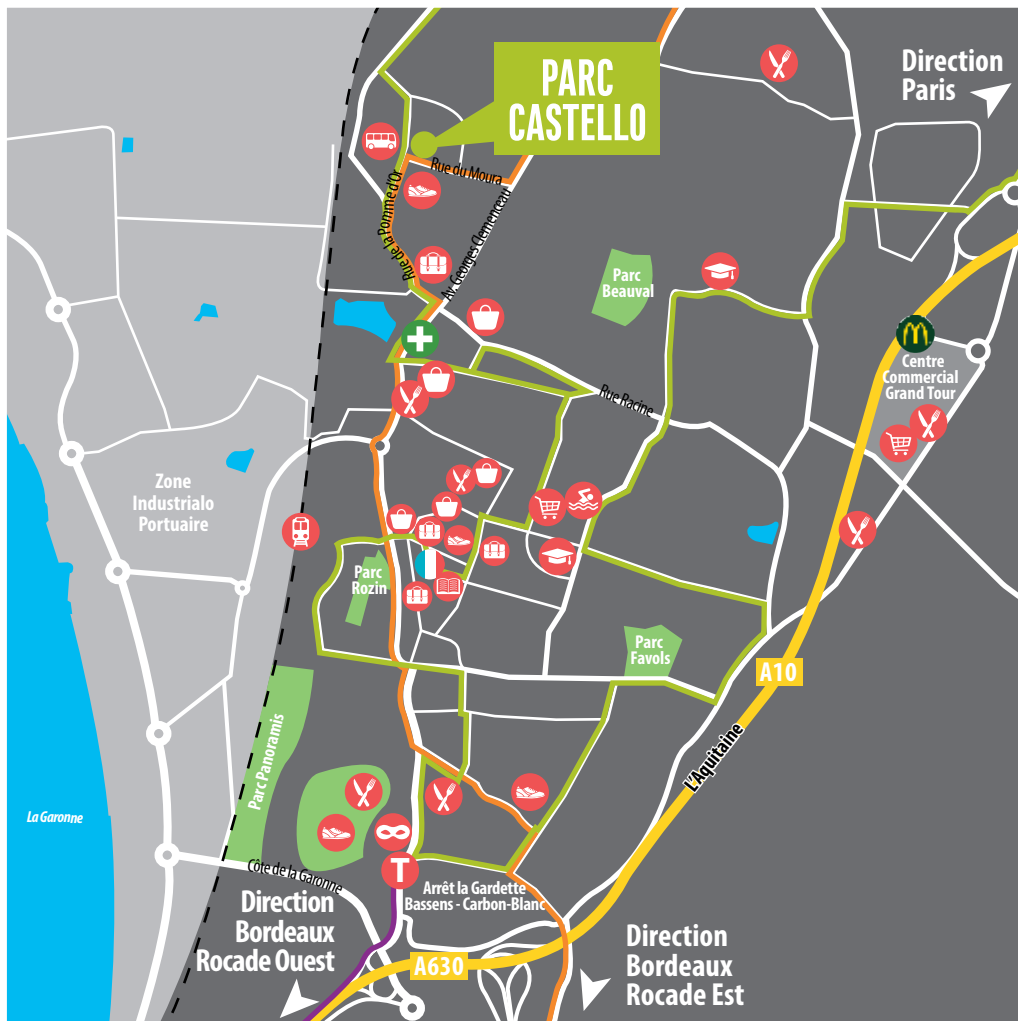 PARC
CASTELLO
Direction
Paris
Rue du Moura
Rue de la Pomme d'Or
Av. Georges Clemenceau
Parc
Beauval
Centre
Commercial
Grand Tour
Rue Racine
Zone
Industrialo
Portuaire
Parc
Rozin
Parc
Favols
A10
L'Aquitaine
Parc Panoramis
La Garonne
Côte de la Garonne
T
Arrêt la Gardette
Bassens - Carbon-Blanc
Direction
Bordeaux
Rocade Ouest
A630
Direction
Bordeaux
Rocade Est